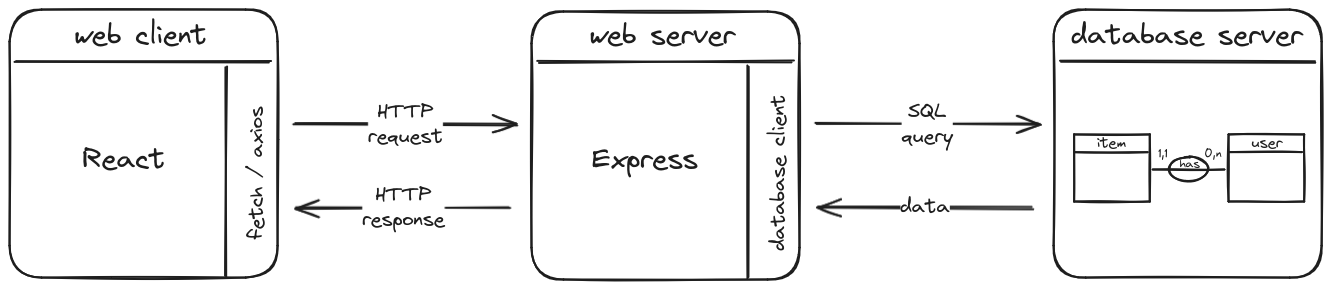 web client
React
fetch / axios
HTTP
request
HTTP
response
web server
Express
database client
SQL
query
data
database server
item
1,1
has
0,n
user